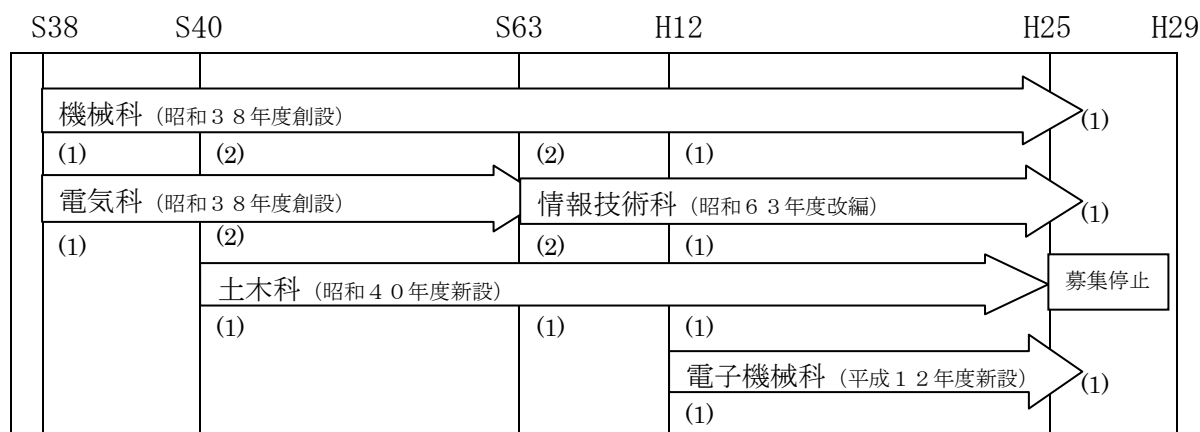 S38 S40 S63 H12 H25 H29
機械科（昭和３８年度創設）
(1)
(1) (2) (2) (1)
電気科（昭和３８年度創設）
情報技術科（昭和６３年度改編）
(1)
(1) (2) (2) (1)
土木科（昭和４０年度新設）
募集停止
(1) (1) (1)
電子機械科（平成１２年度新設）
(1)
(1)